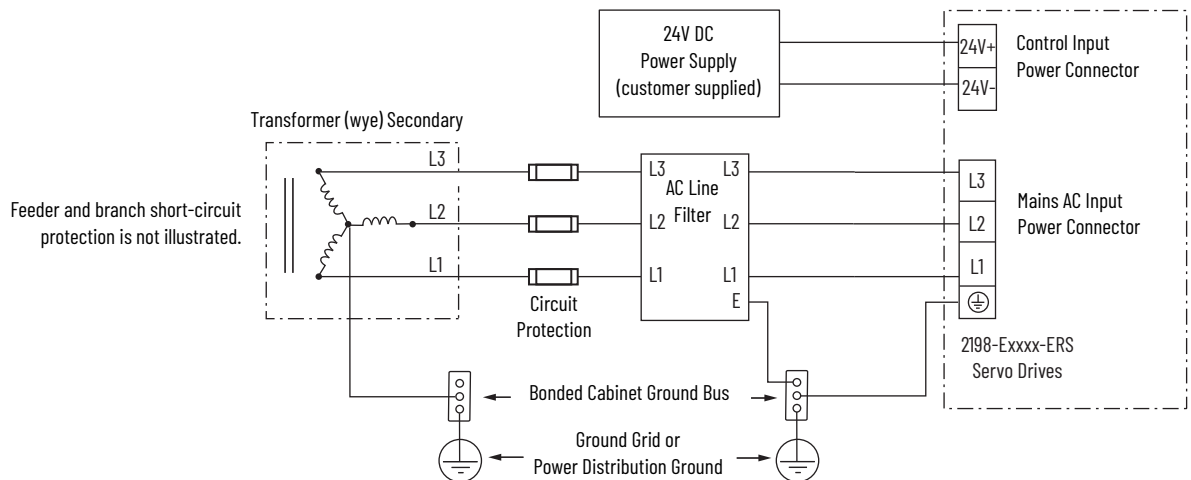 24V DC
Power Supply
(customer supplied)
24V+
24V-
Control Input
Power Connector
Transformer (wye) Secondary
L3
L2
L1
Feeder and branch short-circuit
protection is not illustrated.
Circuit
Protection
L3
L3
AC Line
Filter
L2
L2
L1
L1
E
L3
L2
L1
Mains AC Input
Power Connector
2198-Exxxx-ERS
Servo Drives
Bonded Cabinet Ground Bus
Ground Grid or
Power Distribution Ground